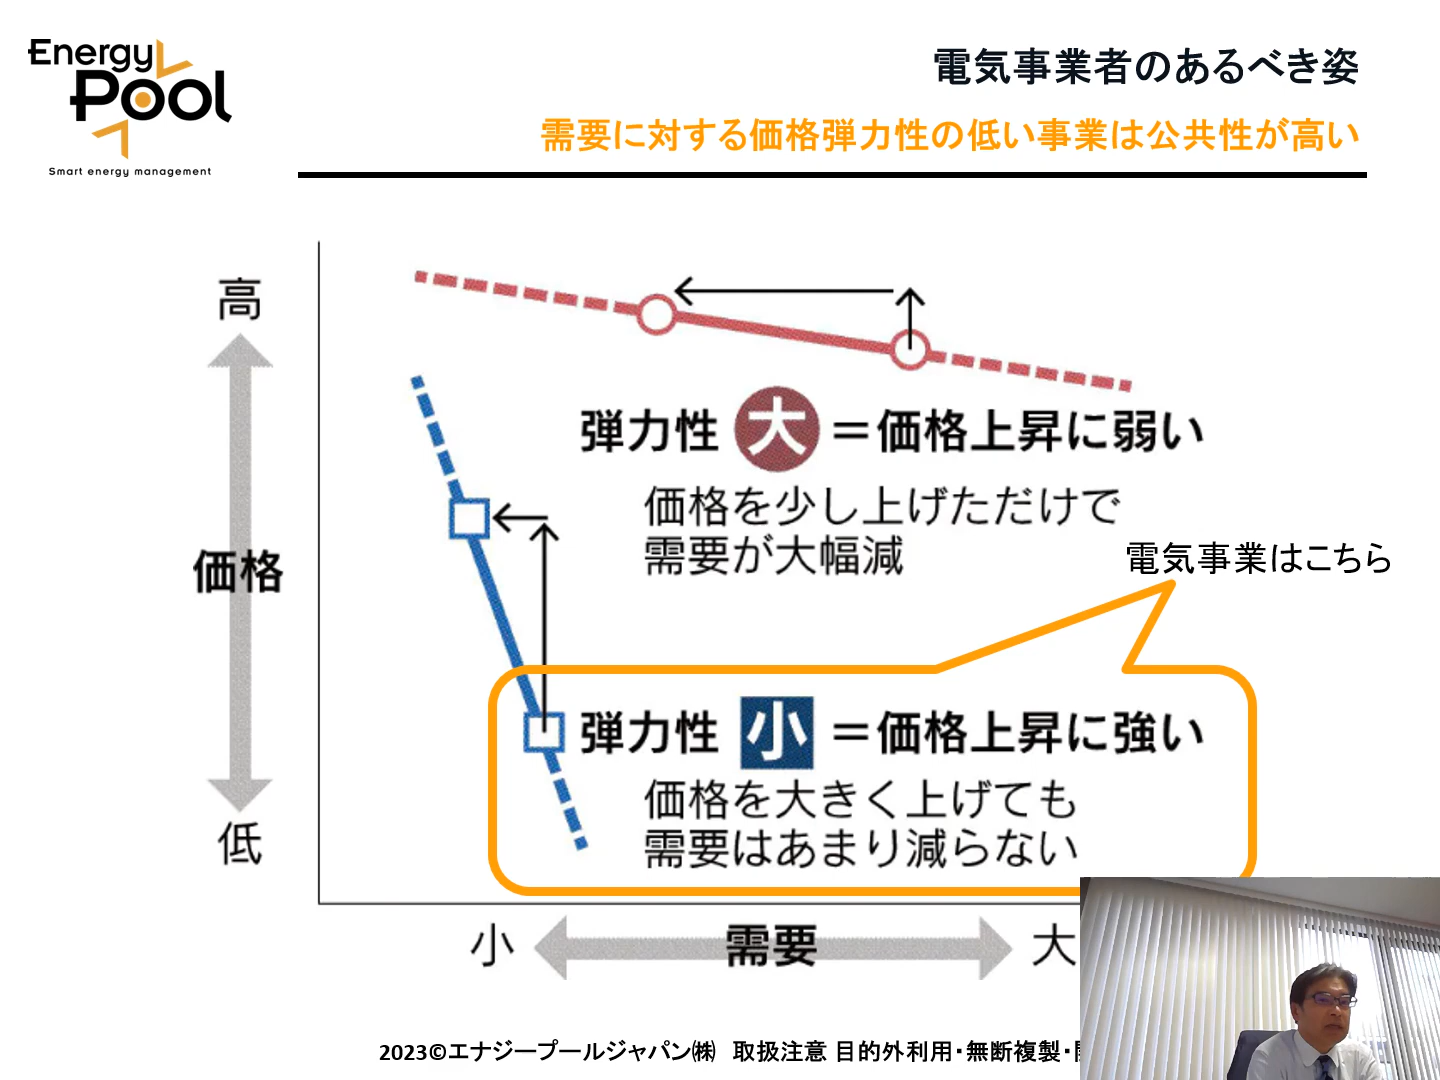 Energy
Pool
Smart energy management
電気事業者のあるべき姿
需要に対する価格弾力性の低い事業は公共性が高い
高
価格
低
弾力性 大 ＝価格上昇に弱い
価格を少し上げただけで
需要が大幅減
電気事業はこちら
弾力性 小 ＝価格上昇に強い
価格を大きく上げても
需要はあまり減らない
小 需要 大
2023©エナジープールジャパン㈱ 取扱注意 目的外利用・無断複製・